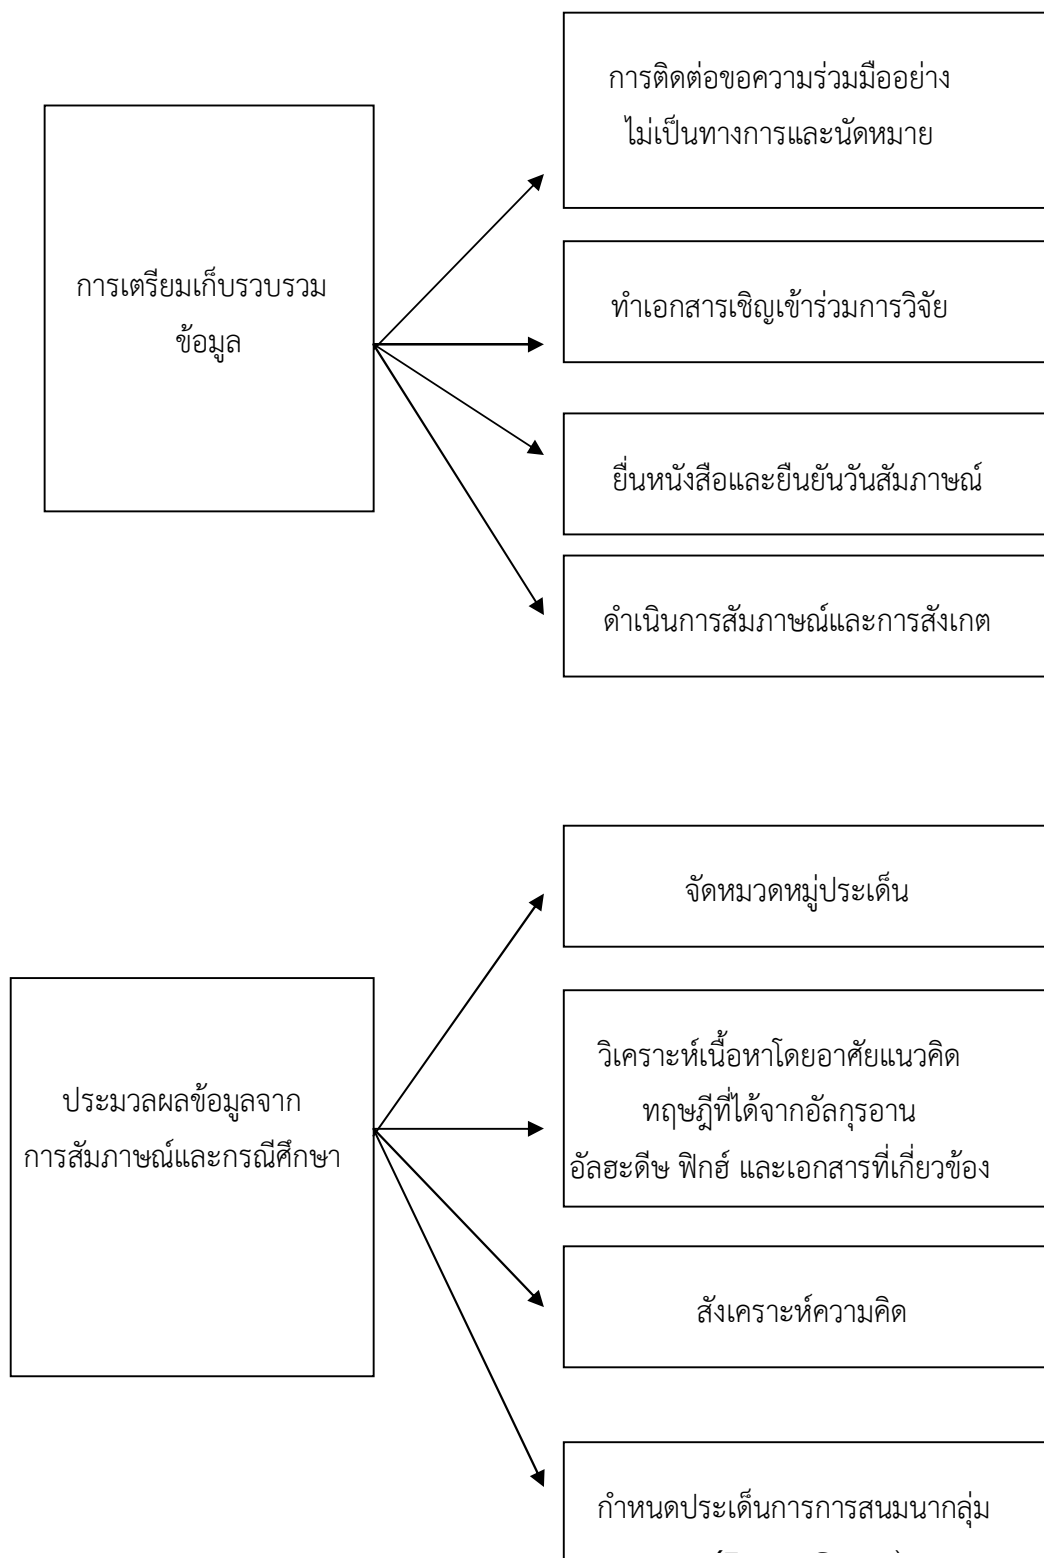 การเตรียมเก็บรวบรวม
ข้อมูล
การติดต่อขอความร่วมมืออย่าง
ไม่เป็นทางการและนัดหมาย
ทำเอกสารเชิญเข้าร่วมการวิจัย
ยื่นหนังสือและยืนยันวันสัมภาษณ์
ดำเนินการสัมภาษณ์และการสังเกต
ประมวลผลข้อมูลจาก
การสัมภาษณ์และกรณีศึกษา
จัดหมวดหมู่ประเด็น
วิเคราะห์เนื้อหาโดยอาศัยแนวคิด
ทฤษฎีที่ได้จากอัลกุรอาน
อัลฮะดีษ ฟิกฮ์ และเอกสารที่เกี่ยวข้อง
สังเคราะห์ความคิด
กำหนดประเด็นการการสนมนากลุ่ม